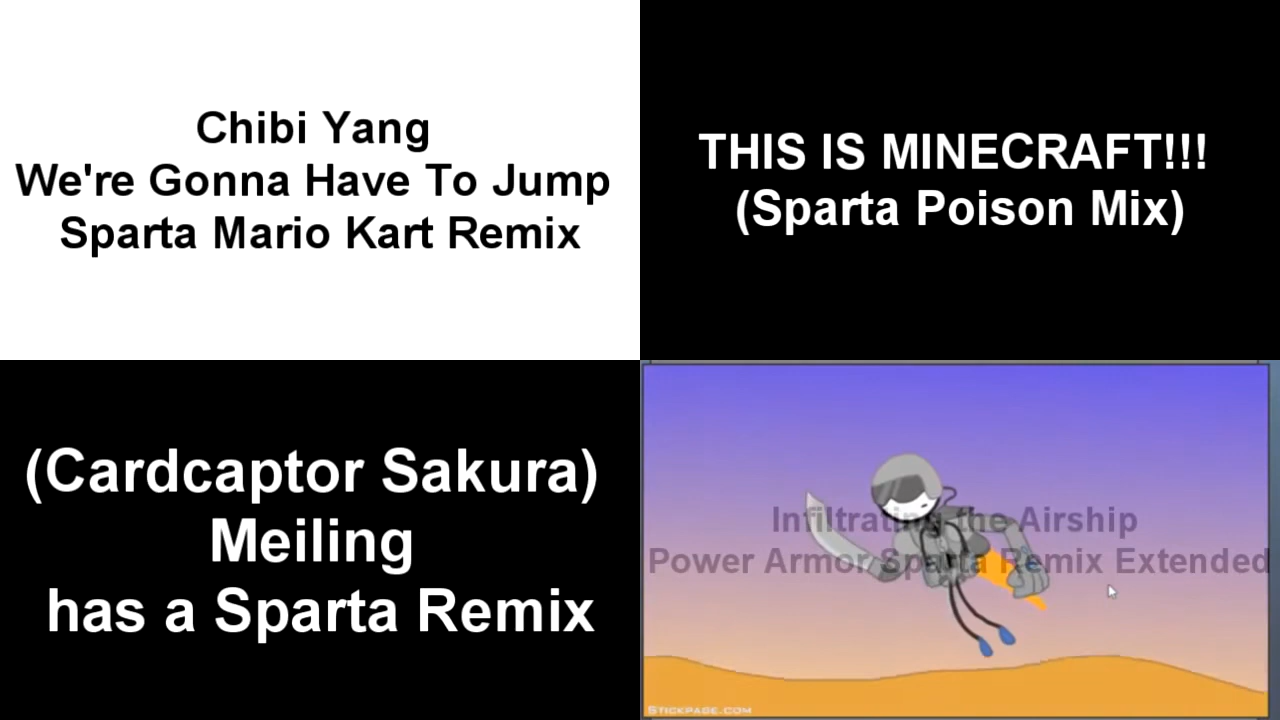 Chibi Yang
We're Gonna Have To Jump
Sparta Mario Kart Remix
THIS IS MINECRAFT!!!
(Sparta Poison Mix)
(Cardcaptor Sakura)
Meiling
has a Sparta Remix
Infiltrating the Airship
Power Armor Sparta Remix Extended
STICKPAGE.COM